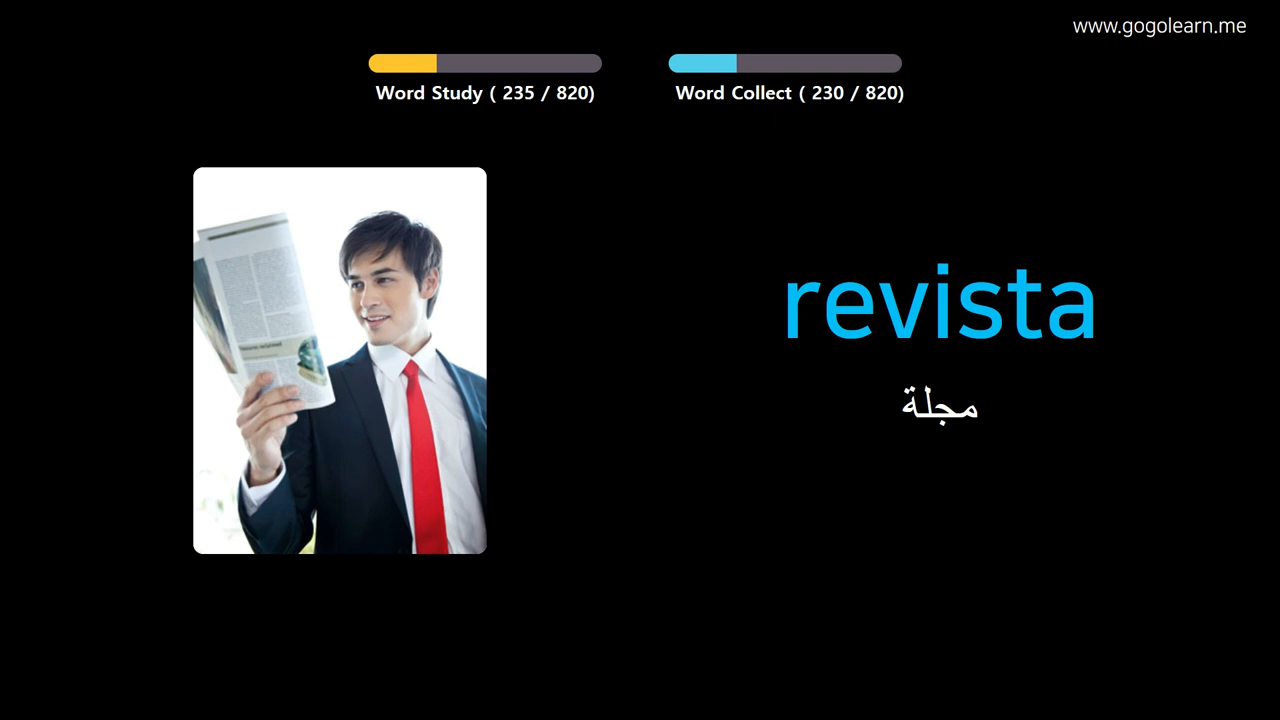 www.gogolearn.me
Word Study ( 235 / 820)
Word Collect ( 230 / 820)
revista
مجلة